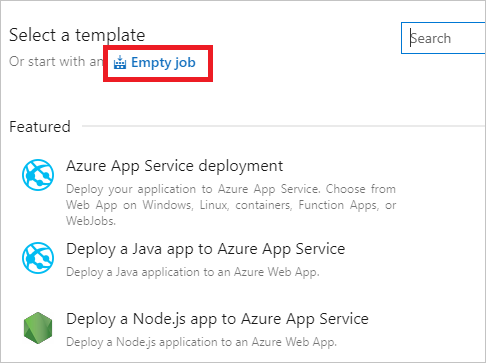 Select a template
Search
Or start with an Empty job
Featured
Azure App Service deployment
Deploy your application to Azure App Service. Choose from
Web App on Windows, Linux, containers, Function Apps, or
WebJobs.
Deploy a Java app to Azure App Service
Deploy a Java application to an Azure Web App.
Deploy a Node.js app to Azure App Service
Deploy a Node.js application to an Azure Web App.